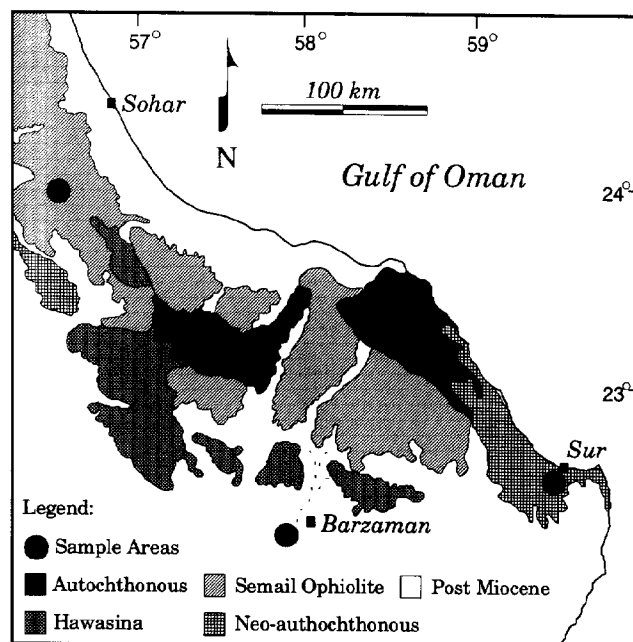 57°
58°
59°
Sohar
100 km
N
Gulf of Oman
24°
23°
Sur
Barzaman
Legend:
Sample Areas
Autochthonous
Semail Ophiolite
Post Miocene
Hawasina
Neo-authochthonous